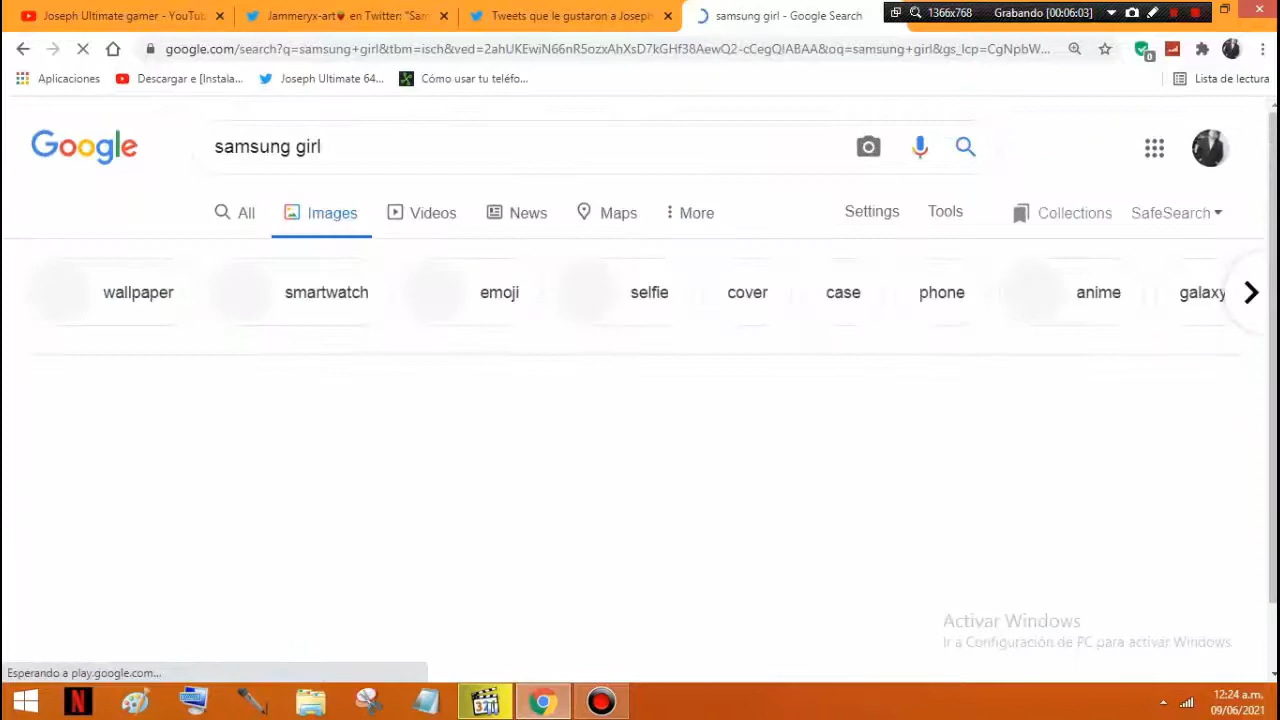 Joseph Ultimate gamer - YouTub
Jammeryx-art🍓 en Twitter: "Sam
Tweets que le gustaron a Joseph
samsung girl - Google Search
1366x768
Grabando [00:06:03]
google.com/search?q=samsung+girl&tbm=isch&ved=2ahUKEwiN66nR5ozxAhXsD7kGHf38AewQ2-cCegQIABAA&oq=samsung+girl&gs_lcp=CgNpbW...
0
Aplicaciones
Descargar e [Instala...
Joseph Ultimate 64...
Cómo usar tu teléfo...
Lista de lectura
Google
samsung girl
All
Images
Videos
News
Maps
More
Settings
Tools
Collections
SafeSearch
wallpaper
smartwatch
emoji
selfie
cover
case
phone
anime
galaxy
Activar Windows
Ir a Configuración de PC para activar Windows.
Esperando a play.google.com...
N
321
12:24 a.m.
09/06/2021